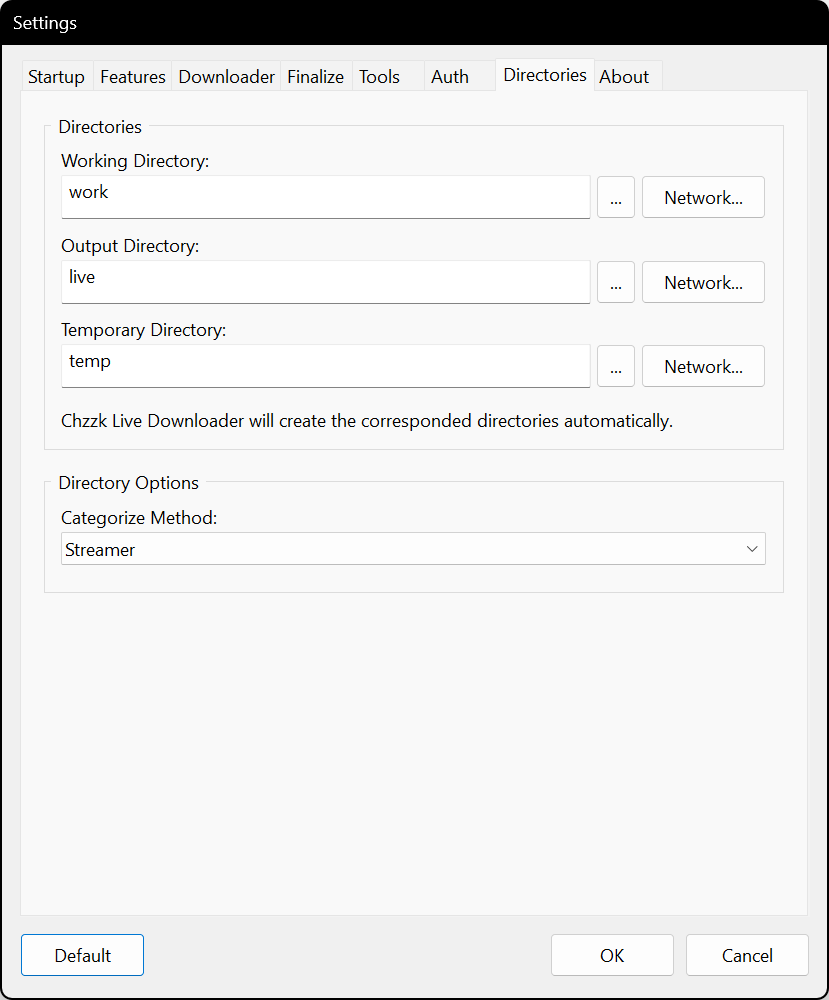 Settings
Startup Features Downloader Finalize Tools Auth Directories About
Directories
Working Directory:
work ... Network...
Output Directory:
live ... Network...
Temporary Directory:
temp ... Network...
Chzzk Live Downloader will create the corresponded directories automatically.
Directory Options
Categorize Method:
Streamer
Default OK Cancel